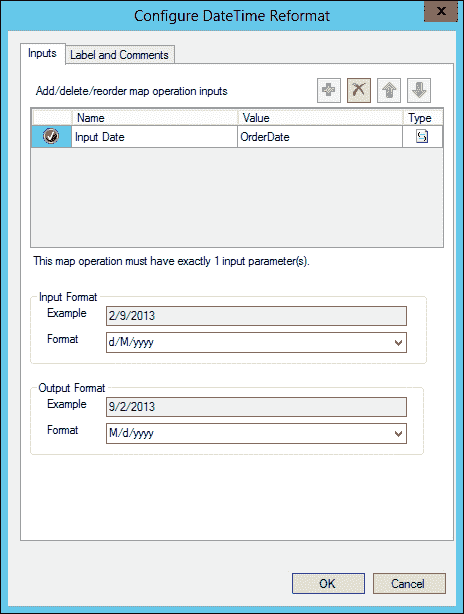 Configure DateTime Reformat
x
Inputs
Label and Comments
Add/delete/reorder map operation inputs
Name Value Type
Input Date OrderDate
This map operation must have exactly 1 input parameter(s).
Input Format
Example 2/9/2013
Format d/M/yyyy
Output Format
Example 9/2/2013
Format M/d/yyyy
OK Cancel